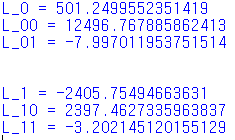 L_0 = 501.2499552351419
L_00 = 12496.767885862413
L_01 = -7.997011953751514
L_1 = -2405.75494663631
L_10 = 2397.4627335963837
L_11 = -3.202145120155129